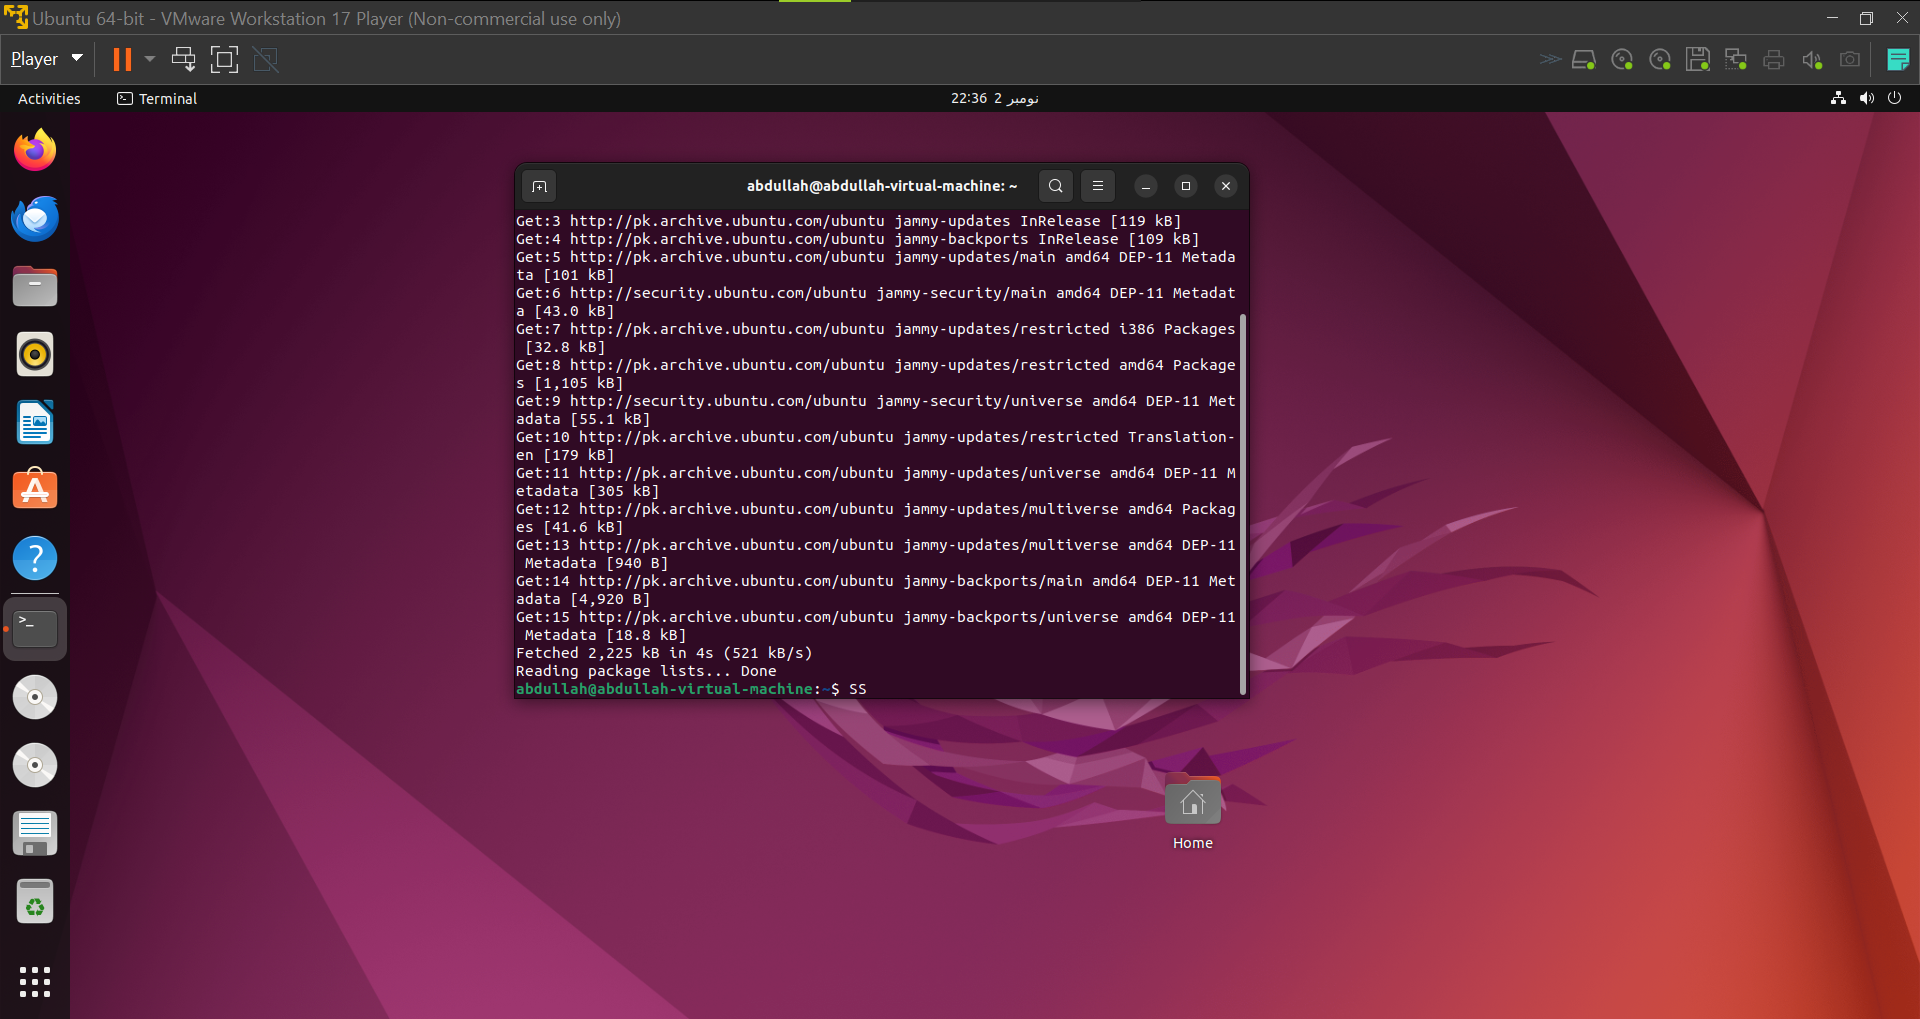 Ubuntu 64-bit - VMware Workstation 17 Player (Non-commercial use only)
Player
Activities
Terminal
22:36 2 نومبر
abdullah@abdullah-virtual-machine: ~
Get:3 http://pk.archive.ubuntu.com/ubuntu jammy-updates InRelease [119 kB]
Get:4 http://pk.archive.ubuntu.com/ubuntu jammy-backports InRelease [109 kB]
Get:5 http://pk.archive.ubuntu.com/ubuntu jammy-updates/main amd64 DEP-11 Metada
ta [101 kB]
Get:6 http://security.ubuntu.com/ubuntu jammy-security/main amd64 DEP-11 Metadat
a [43.0 kB]
Get:7 http://pk.archive.ubuntu.com/ubuntu jammy-updates/restricted i386 Packages
 [32.8 kB]
Get:8 http://pk.archive.ubuntu.com/ubuntu jammy-updates/restricted amd64 Package
s [1,105 kB]
Get:9 http://security.ubuntu.com/ubuntu jammy-security/universe amd64 DEP-11 Met
adata [55.1 kB]
Get:10 http://pk.archive.ubuntu.com/ubuntu jammy-updates/restricted Translation-
en [179 kB]
Get:11 http://pk.archive.ubuntu.com/ubuntu jammy-updates/universe amd64 DEP-11 M
etadata [305 kB]
Get:12 http://pk.archive.ubuntu.com/ubuntu jammy-updates/multiverse amd64 Packag
es [41.6 kB]
Get:13 http://pk.archive.ubuntu.com/ubuntu jammy-updates/multiverse amd64 DEP-11
 Metadata [940 B]
Get:14 http://pk.archive.ubuntu.com/ubuntu jammy-backports/main amd64 DEP-11 Met
adata [4,920 B]
Get:15 http://pk.archive.ubuntu.com/ubuntu jammy-backports/universe amd64 DEP-11
 Metadata [18.8 kB]
Fetched 2,225 kB in 4s (521 kB/s)
Reading package lists... Done
abdullah@abdullah-virtual-machine:~$ SS
Home